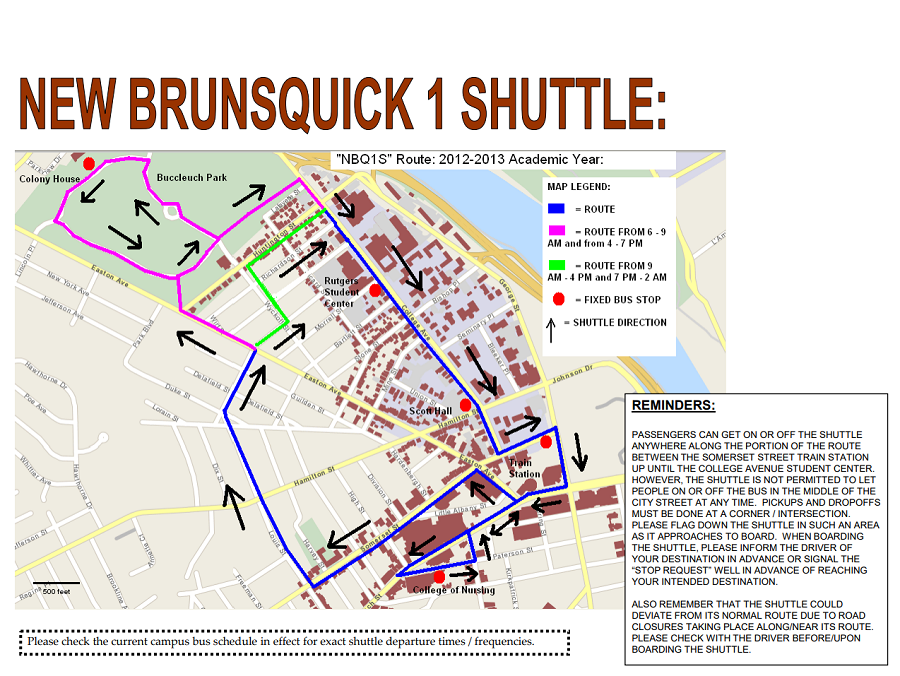 NEW BRUNSQUICK 1 SHUTTLE:
"NBQ1S" Route: 2012-2013 Academic Year:
Colony House
Buccleuch Park
MAP LEGEND:
= ROUTE
= ROUTE FROM 6 - 9
AM and from 4 - 7 PM
= ROUTE FROM 9
AM - 4 PM and 7 PM - 2 AM
= FIXED BUS STOP
= SHUTTLE DIRECTION
Huntington St
Easton Ave
New York Ave
Jefferson Ave
Lincoln Pl
Park Blvd
Rutgers
Student
Center
College Ave
George St
Bishop Pl
Seminary Pl
Bleeker Pl
Morrell St
Bartlett St
Stone St
Mine St
Union St
Johnson Dr
Hawthorne Dr
Poe Ave
Duke St
Delafield St
Lorain St
Delafield St
Guilden St
Easton Ave
Scott Hall
Hamilton St
Whittier Ave
Hawthorne Dr
Hamilton St
Division St
High St
Easton Ave
Train
Station
Little Albany St
Somerset St
Louis St
Paterson St
Kirkpatrick St
Freeman St
College of Nursing
500 feet
REMINDERS:
PASSENGERS CAN GET ON OR OFF THE SHUTTLE
ANYWHERE ALONG THE PORTION OF THE ROUTE
BETWEEN THE SOMERSET STREET TRAIN STATION
UP UNTIL THE COLLEGE AVENUE STUDENT CENTER.
HOWEVER, THE SHUTTLE IS NOT PERMITTED TO LET
PEOPLE ON OR OFF THE BUS IN THE MIDDLE OF THE
CITY STREET AT ANY TIME. PICKUPS AND DROPOFFS
MUST BE DONE AT A CORNER / INTERSECTION.
PLEASE FLAG DOWN THE SHUTTLE IN SUCH AN AREA
AS IT APPROACHES TO BOARD. WHEN BOARDING
THE SHUTTLE, PLEASE INFORM THE DRIVER OF
YOUR DESTINATION IN ADVANCE OR SIGNAL THE
"STOP REQUEST" WELL IN ADVANCE OF REACHING
YOUR INTENDED DESTINATION.
ALSO REMEMBER THAT THE SHUTTLE COULD
DEVIATE FROM ITS NORMAL ROUTE DUE TO ROAD
CLOSURES TAKING PLACE ALONG/NEAR ITS ROUTE.
PLEASE CHECK WITH THE DRIVER BEFORE/UPON
BOARDING THE SHUTTLE.
Please check the current campus bus schedule in effect for exact shuttle departure times / frequencies.